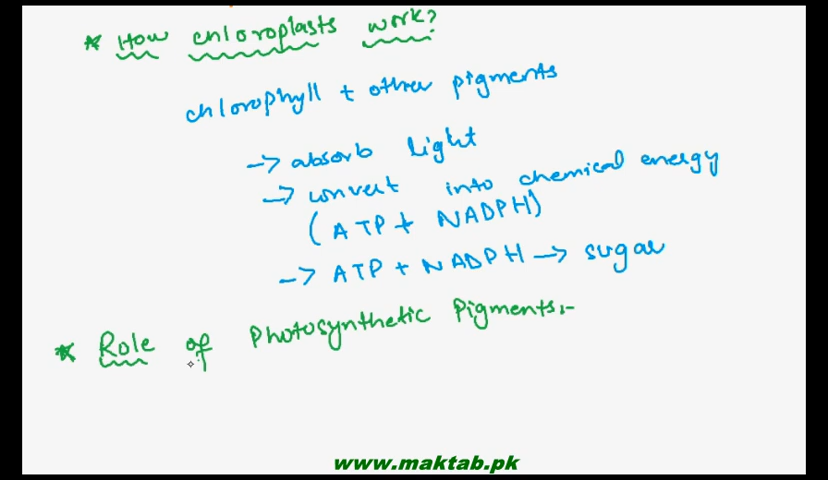 * How chloroplasts work?
chlorophyll + other pigments
→ absorb light
→ convert into chemical energy
(ATP + NADPH)
→ ATP + NADPH → sugar
* Role of Photosynthetic Pigments:-
www.maktab.pk